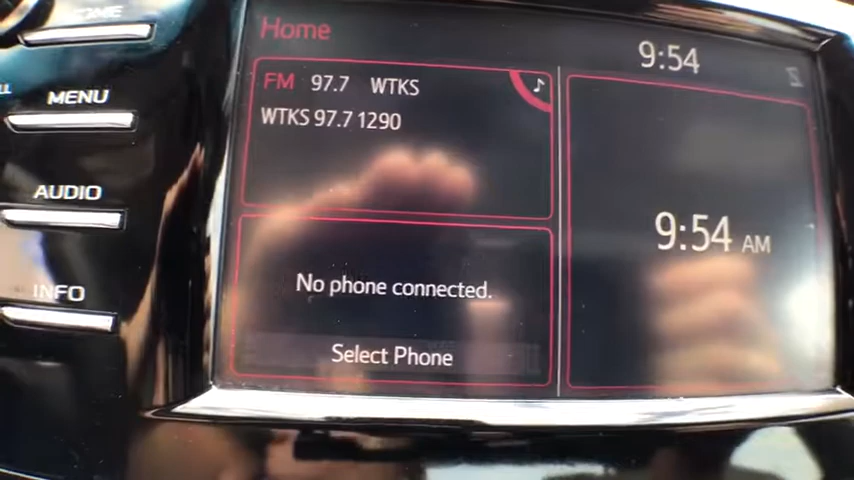 HOME
MENU
AUDIO
INFO
Home
9:54
FM 97.7 WTKS
WTKS 97.7 1290
9:54 AM
No phone connected.
Select Phone